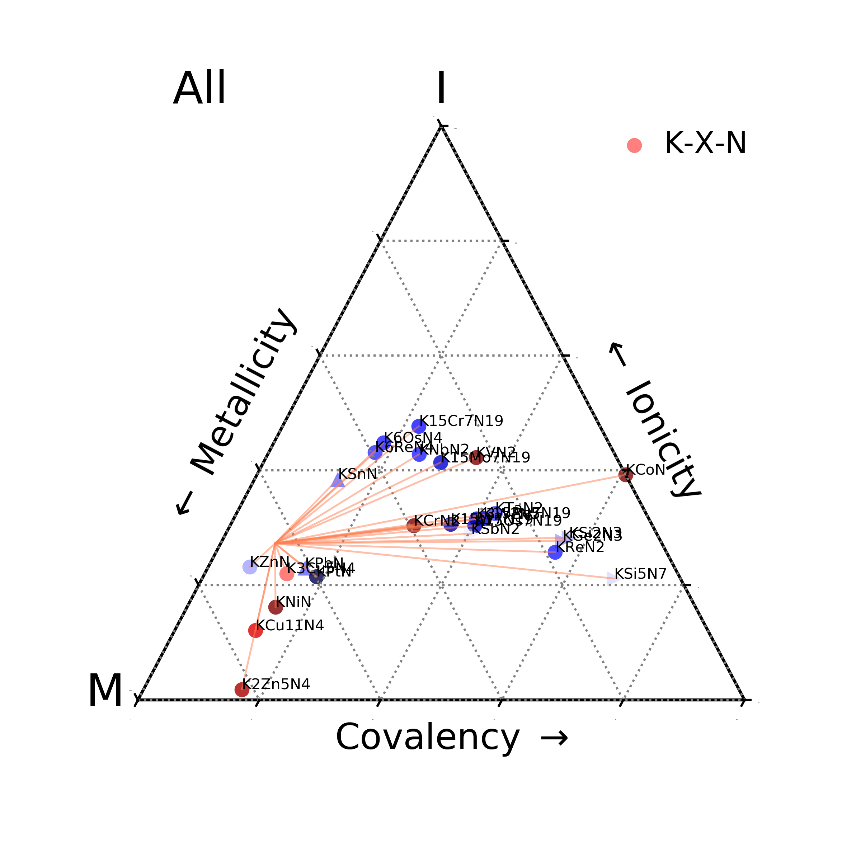 All
I
K-X-N
← Metallicity
← Ionicity
K15Cr7N19
K6OsN4
K6ReN4
KNbN2
KVN2
K15Mo7N19
KSnN
KCoN
KTaN2
KCrN
KSbN2
KSi2N3
KGe2N3
KReN2
KZnN
KPbN
KPtN
KSi5N7
KNiN
KCu11N4
K2Zn5N4
M
Covalency →